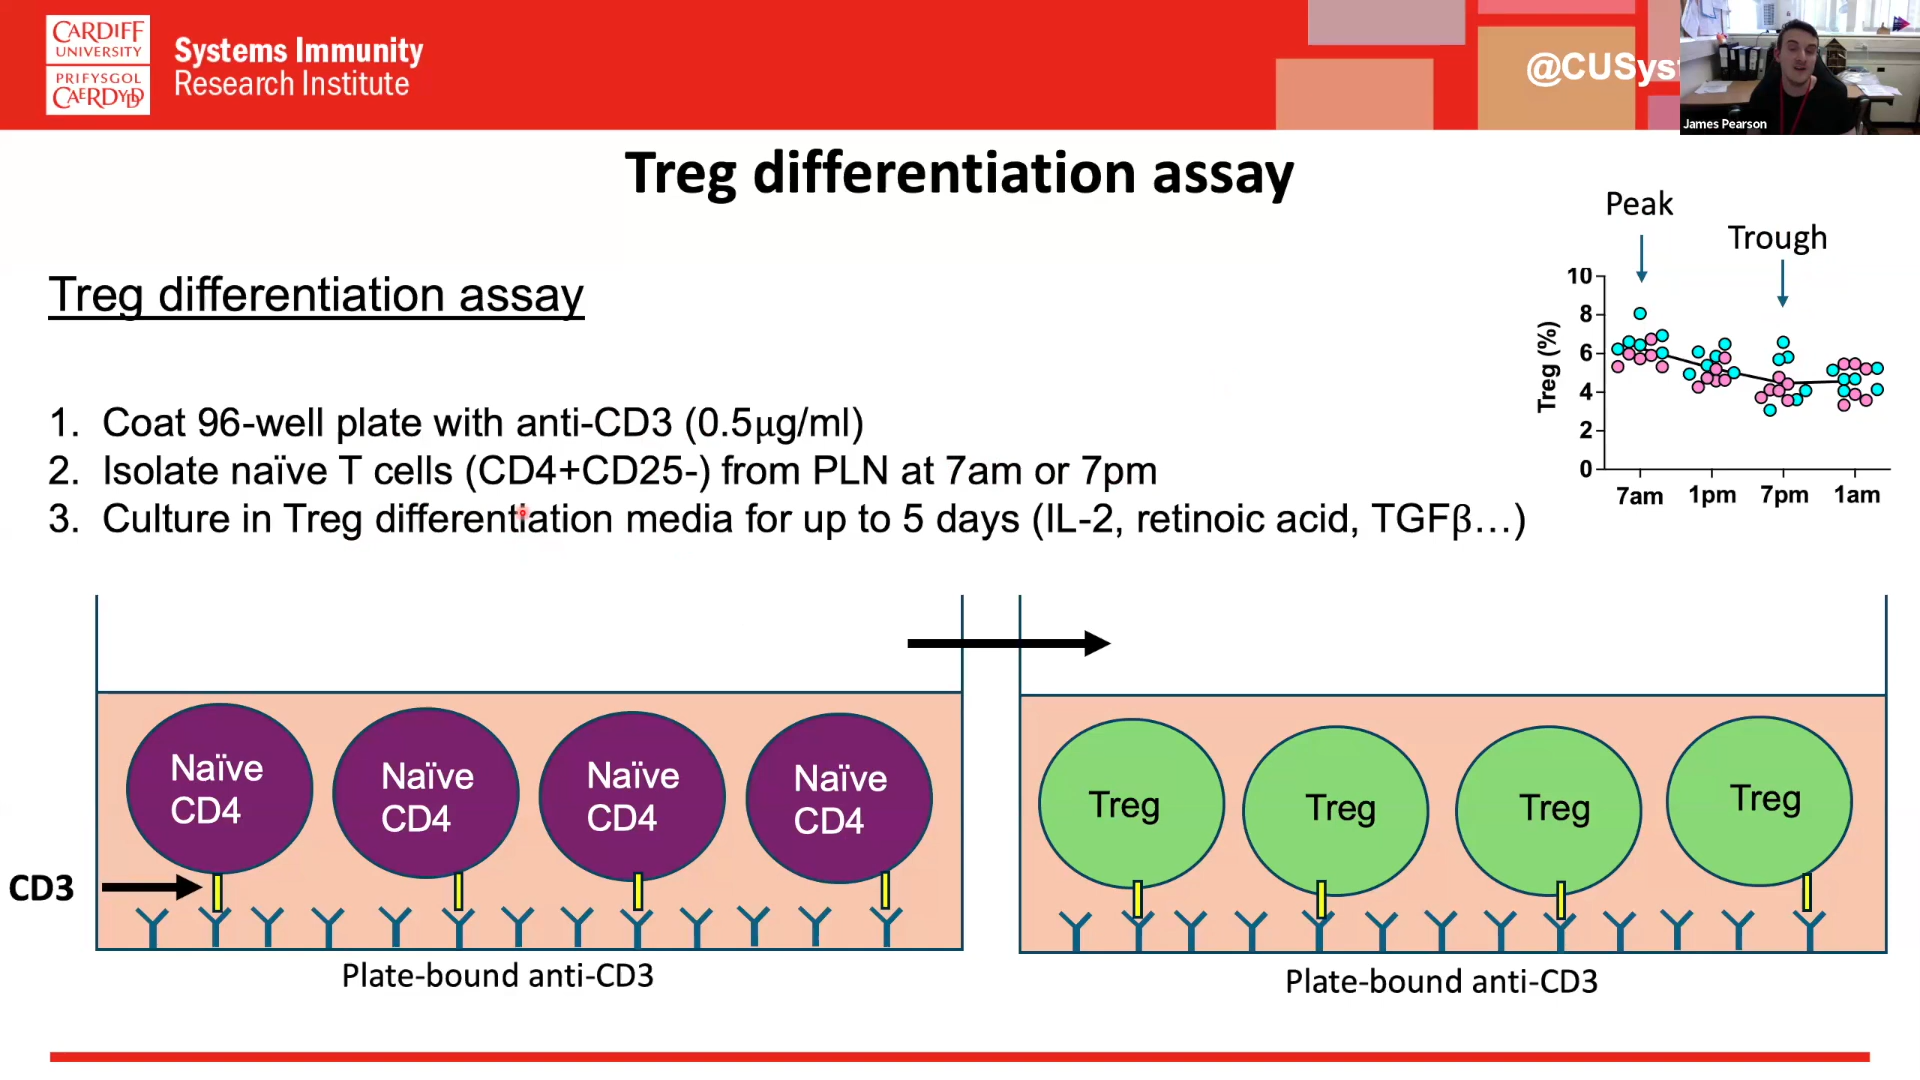 CARDIFF
UNIVERSITY
PRIFYSGOL
CAERDYDD
Systems Immunity
Research Institute
@CUSyst
James Pearson
Treg differentiation assay
Peak
Trough
Treg differentiation assay
1. Coat 96-well plate with anti-CD3 (0.5μg/ml)
2. Isolate naïve T cells (CD4+CD25-) from PLN at 7am or 7pm
3. Culture in Treg differentiation media for up to 5 days (IL-2, retinoic acid, TGFβ…)
Treg (%)
10
8
6
4
2
0
7am 1pm 7pm 1am
Naïve
CD4
Naïve
CD4
Naïve
CD4
Naïve
CD4
Treg
Treg
Treg
Treg
CD3
Plate-bound anti-CD3
Plate-bound anti-CD3